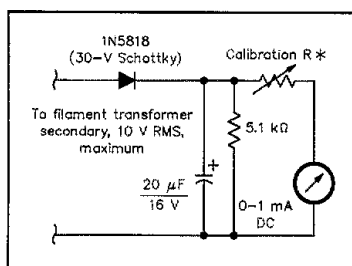 1N5818
(30-V Schottky)
Calibration R*
To filament transformer
secondary, 10 V RMS,
maximum
5.1 kΩ
+
20 μF
16 V
0-1 mA
DC